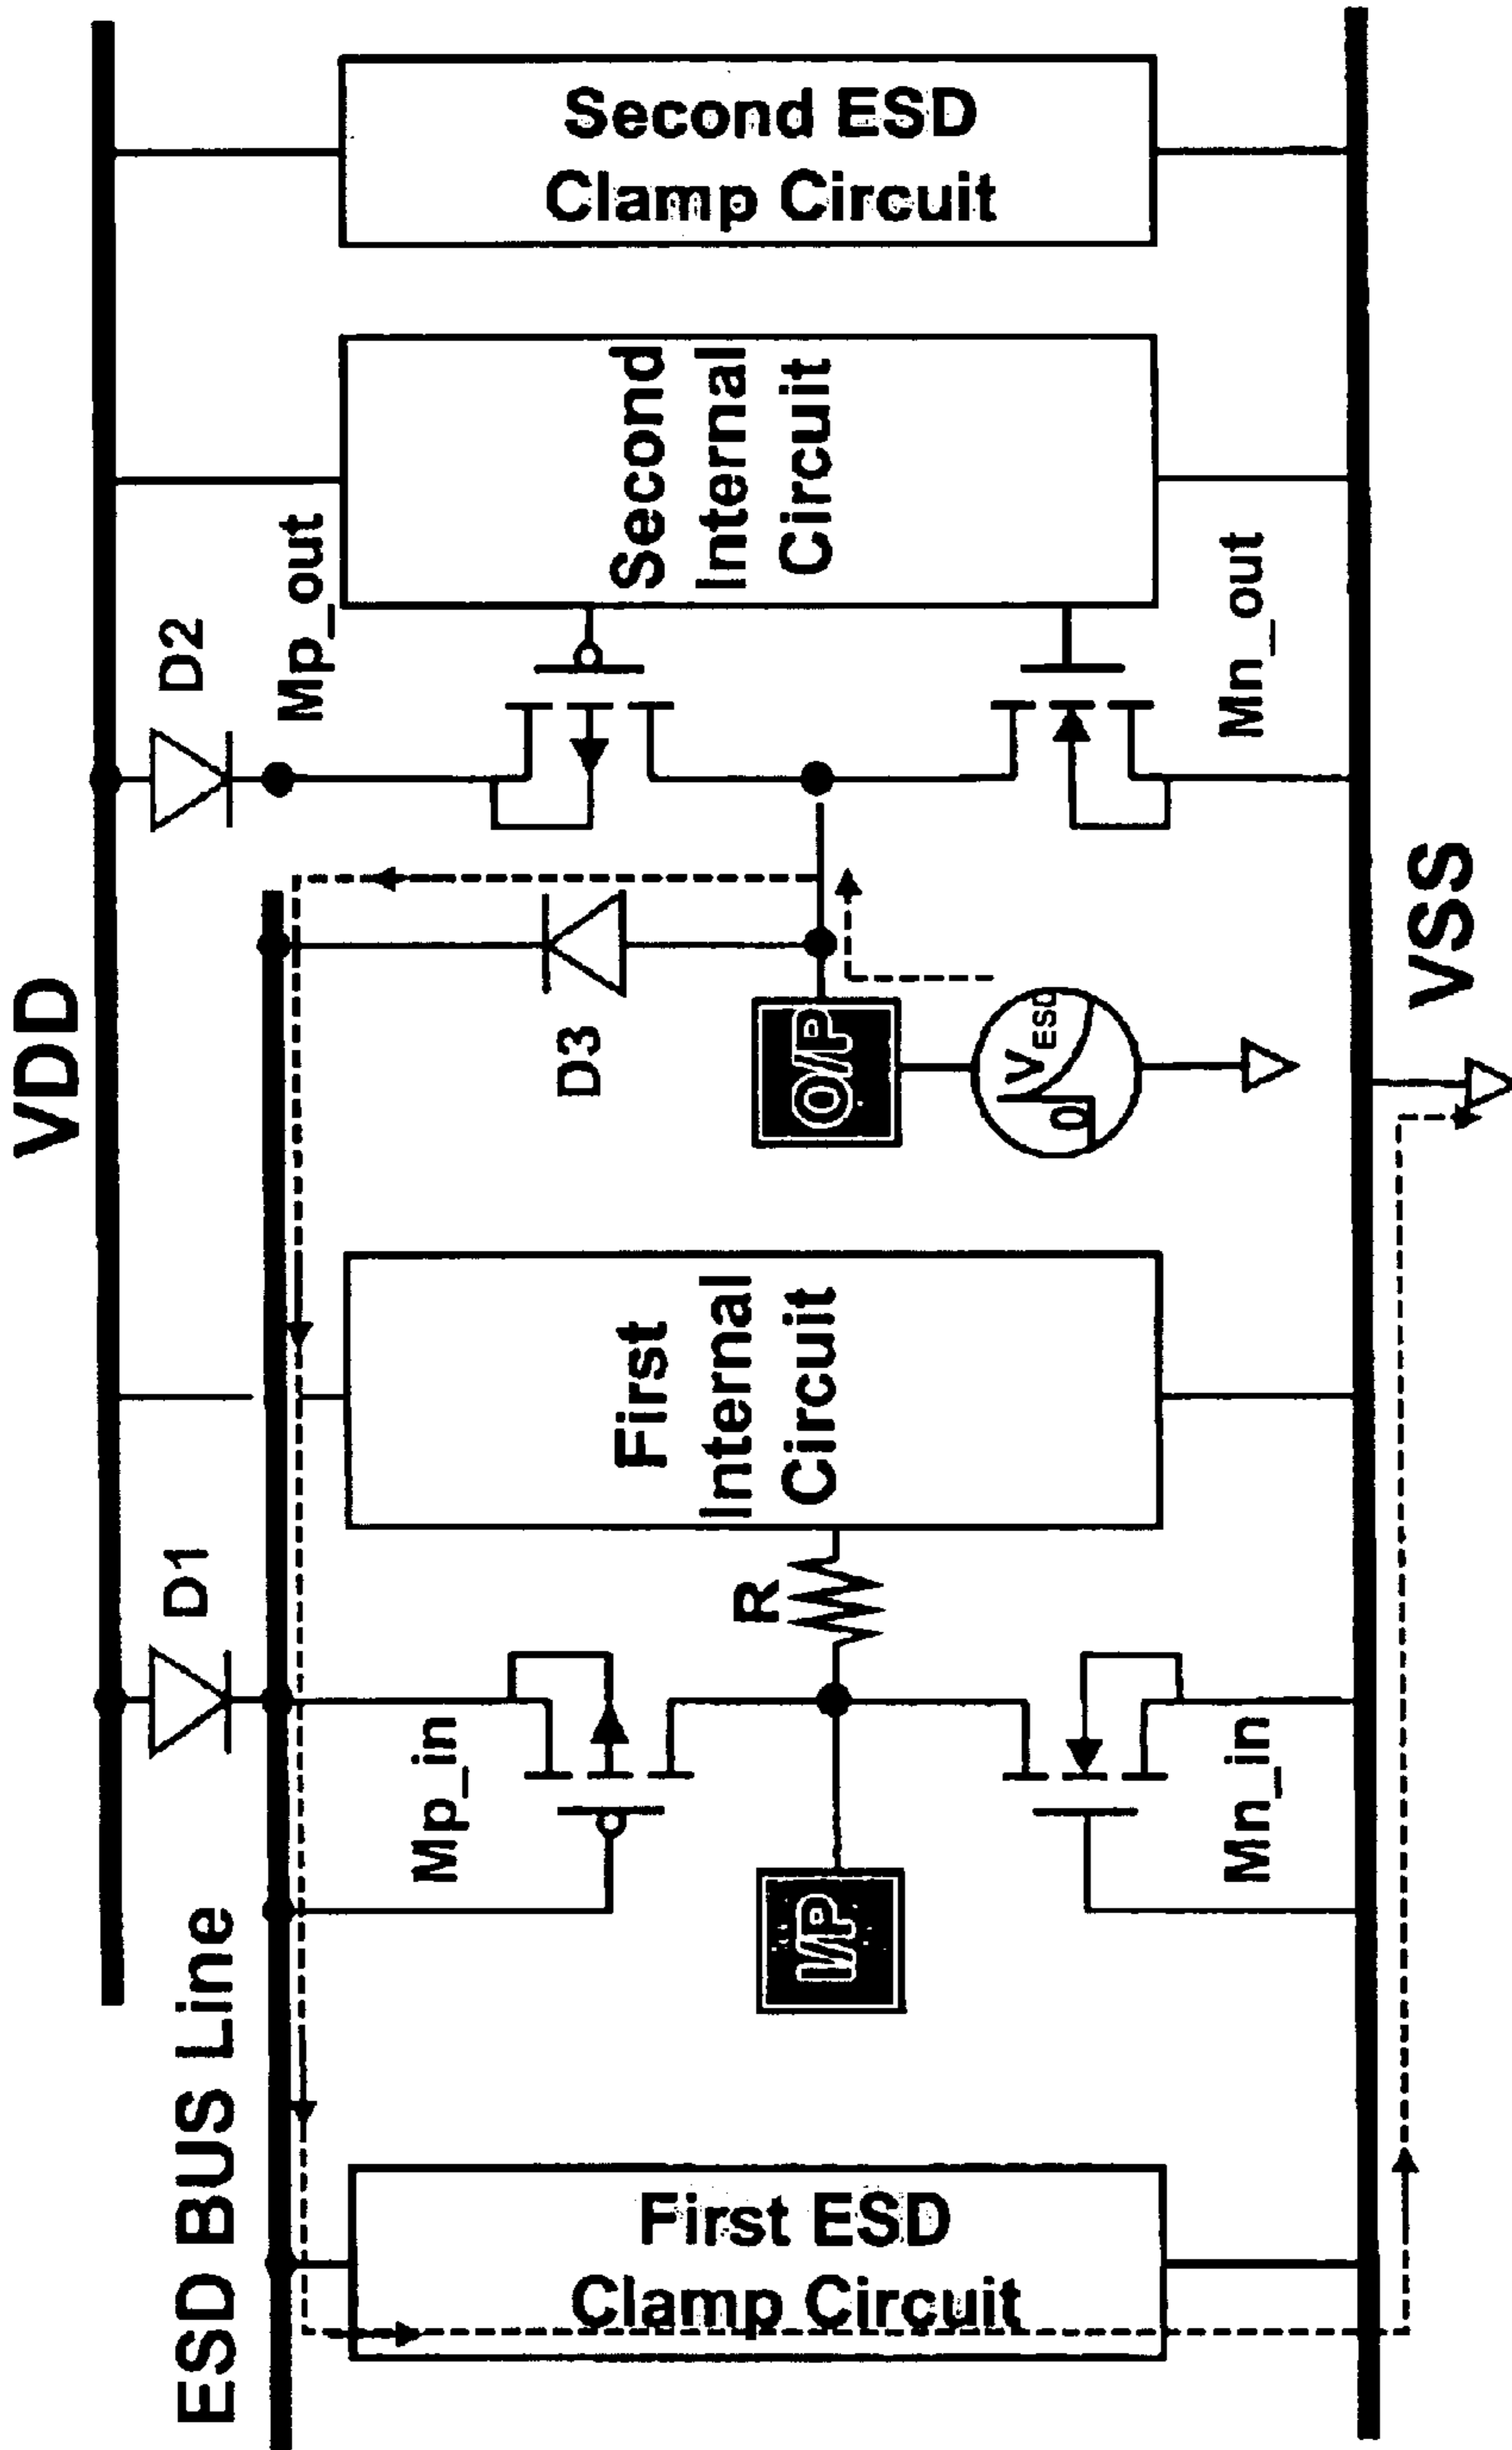 VDD
ESD BUS Line
D1
D2
Mp_in
Mp_out
D3
First ESD
Clamp Circuit
I/P
R
First
Internal
Circuit
O/P
0
VESD
Second
Internal
Circuit
Second ESD
Clamp Circuit
Mn_in
Mn_out
VSS